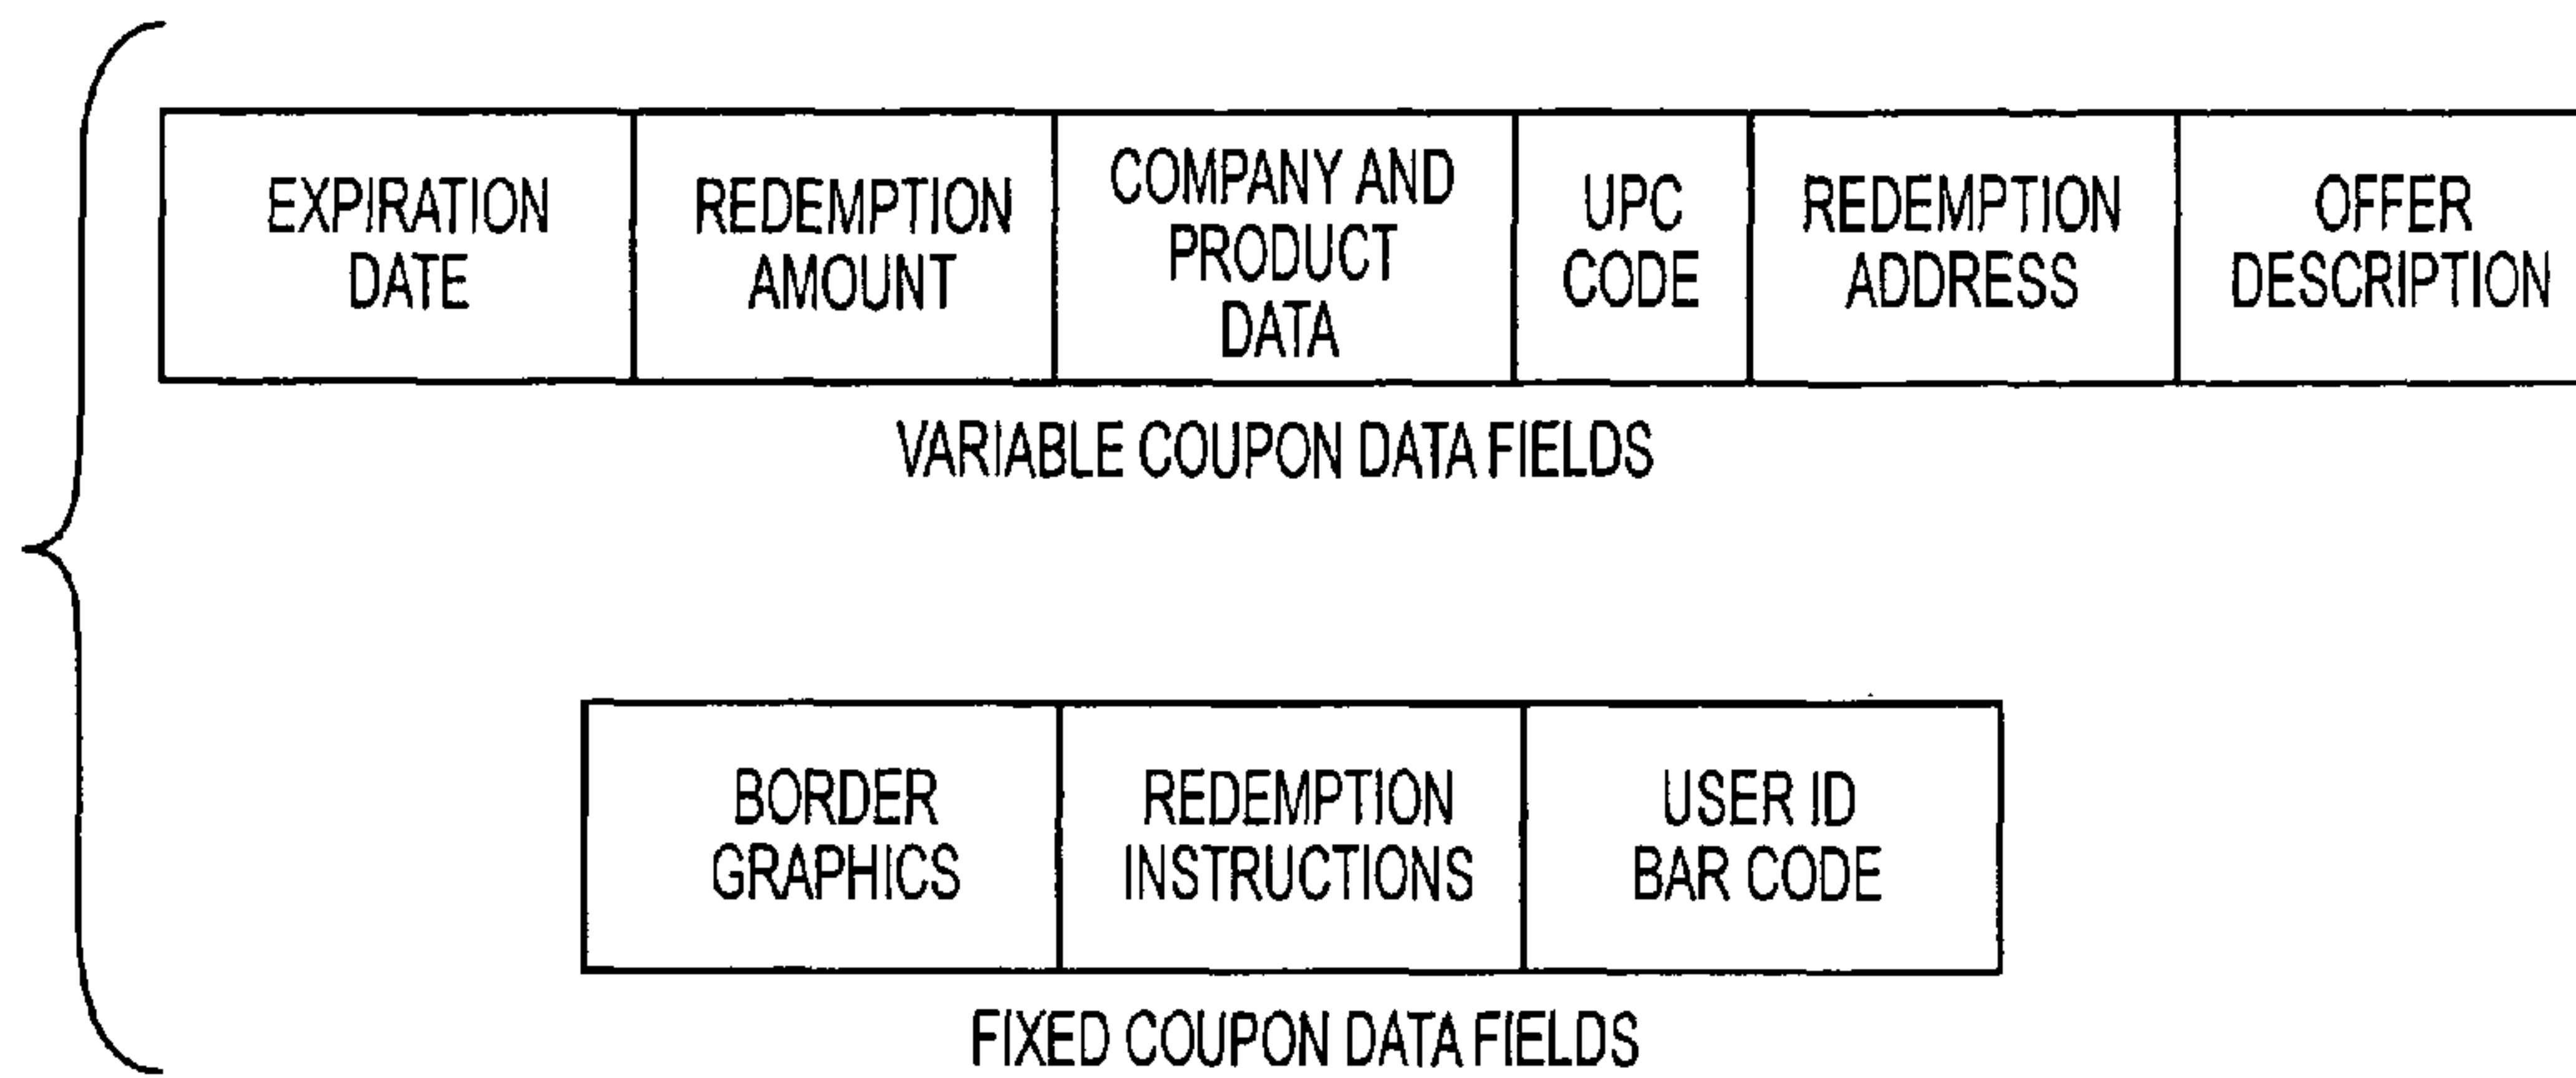 EXPIRATION
DATE
REDEMPTION
AMOUNT
COMPANY AND
PRODUCT
DATA
UPC
CODE
REDEMPTION
ADDRESS
OFFER
DESCRIPTION
VARIABLE COUPON DATA FIELDS
BORDER
GRAPHICS
REDEMPTION
INSTRUCTIONS
USER ID
BAR CODE
FIXED COUPON DATA FIELDS